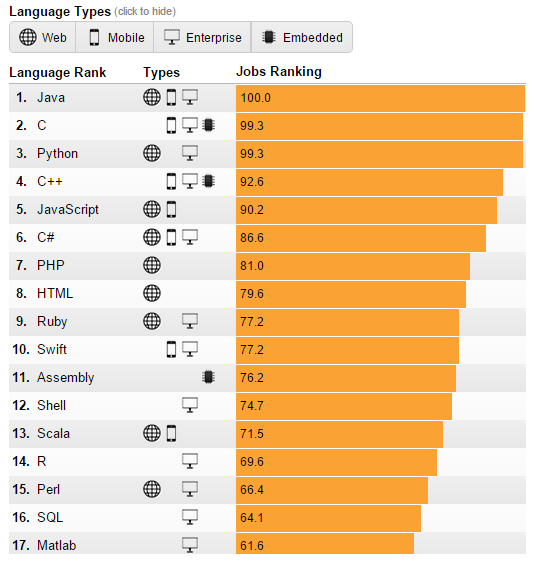 Language Types (click to hide)
Web Mobile Enterprise Embedded
Language Rank Types Jobs Ranking
1. Java 100.0
2. C 99.3
3. Python 99.3
4. C++ 92.6
5. JavaScript 90.2
6. C# 86.6
7. PHP 81.0
8. HTML 79.6
9. Ruby 77.2
10. Swift 77.2
11. Assembly 76.2
12. Shell 74.7
13. Scala 71.5
14. R 69.6
15. Perl 66.4
16. SQL 64.1
17. Matlab 61.6